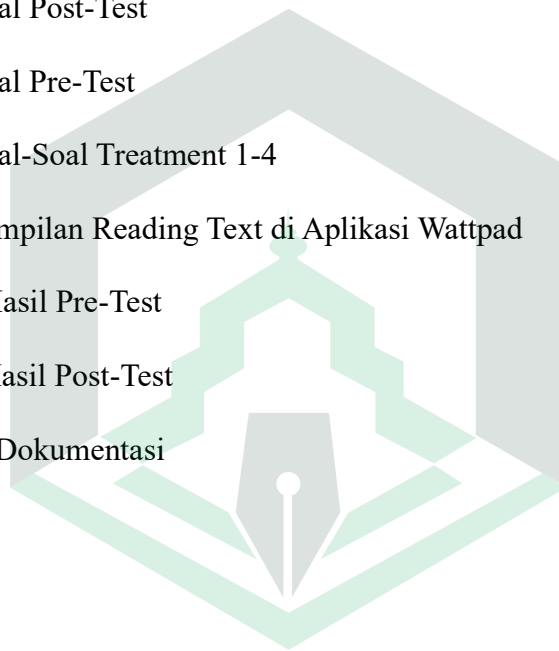 al Post-Test
al Pre-Test
al-Soal Treatment 1-4
mpilan Reading Text di Aplikasi Wattpad
asil Pre-Test
asil Post-Test
Dokumentasi